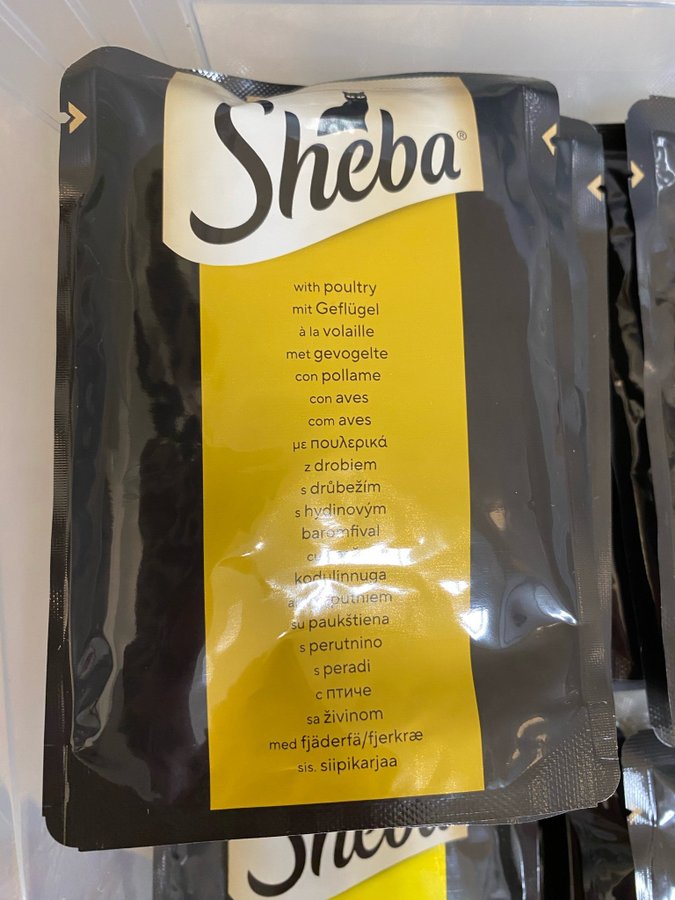 Sheba®
with poultry
mit Geflügel
à la volaille
met gevogelte
con pollame
con aves
com aves
με πουλερικά
z drobiem
s drůbežím
s hydinovým
baromfival
cu
kodulinnuga
su paukštiena
s perutnino
s peradi
с птиче
sa živinom
med fjäderfä/fjerkræ
sis. siipikarjaa
Sheba